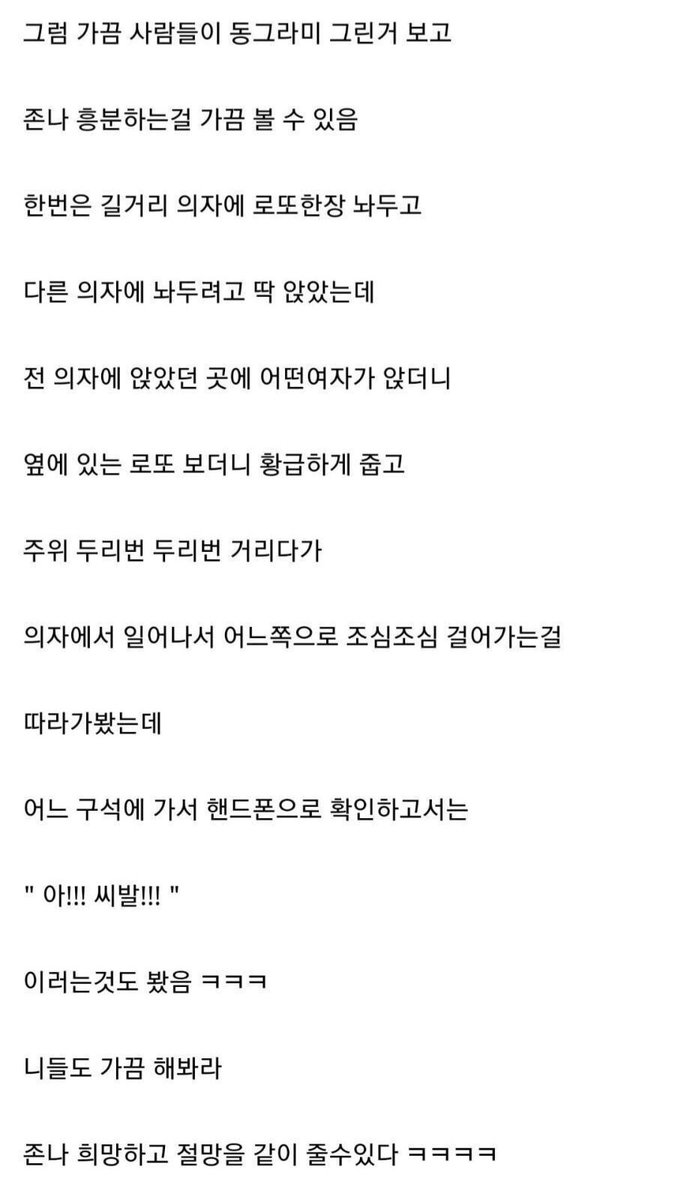 그럼 가끔 사람들이 동그라미 그린거 보고
존나 흥분하는걸 가끔 볼 수 있음
한번은 길거리 의자에 로또한장 놔두고
다른 의자에 놔두려고 딱 앉았는데
전 의자에 앉았던 곳에 어떤여자가 앉더니
옆에 있는 로또 보더니 황급하게 줍고
주위 두리번 두리번 거리다가
의자에서 일어나서 어느쪽으로 조심조심 걸어가는걸
따라가봤는데
어느 구석에 가서 핸드폰으로 확인하고서는
" 아!!! 씨발!!! "
이러는것도 봤음 ㅋㅋㅋ
니들도 가끔 해봐라
존나 희망하고 절망을 같이 줄수있다 ㅋㅋㅋㅋ